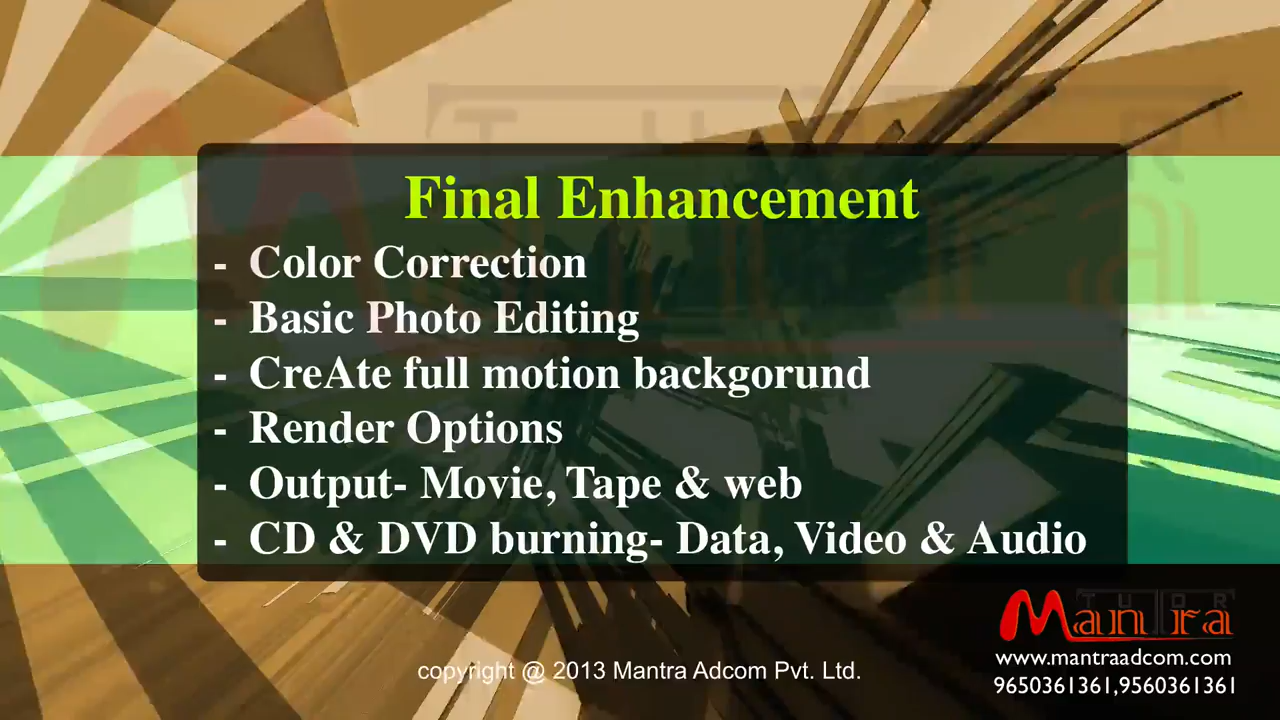 Final Enhancement
- Color Correction
- Basic Photo Editing
- CreAte full motion backgorund
- Render Options
- Output- Movie, Tape & web
- CD & DVD burning- Data, Video & Audio
TUTOR
Mantra
www.mantraadcom.com
9650361361,9560361361
copyright @ 2013 Mantra Adcom Pvt. Ltd.